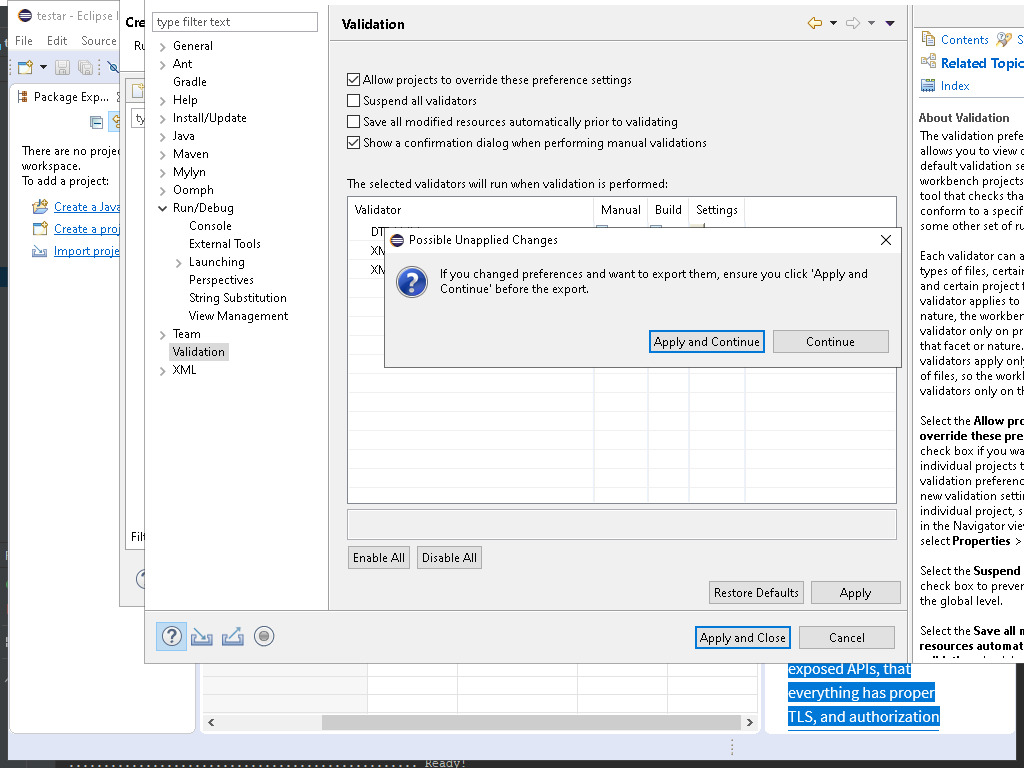 testar - Eclipse I
File Edit Source
Package Exp...
There are no proje
workspace.
To add a project:
Create a Java
Create a proj
Import proje
Cre
Ru
ty
Filt
type filter text
General
Ant
Gradle
Help
Install/Update
Java
Maven
Mylyn
Oomph
Run/Debug
Console
External Tools
Launching
Perspectives
String Substitution
View Management
Team
Validation
XML
Validation
Allow projects to override these preference settings
Suspend all validators
Save all modified resources automatically prior to validating
Show a confirmation dialog when performing manual validations
The selected validators will run when validation is performed:
Validator Manual Build Settings
DT
XM
XM
Possible Unapplied Changes
If you changed preferences and want to export them, ensure you click 'Apply and
Continue' before the export.
Apply and Continue Continue
Enable All Disable All
Restore Defaults Apply
Apply and Close Cancel
Contents S
Related Topic
Index
About Validation
The validation prefe
allows you to view o
default validation se
workbench projects
tool that checks tha
conform to a specif
some other set of ru
Each validator can a
types of files, certain
and certain project f
validator applies to
nature, the workben
validator only on pr
that facet or nature.
validators apply only
of files, so the workl
validators only on th
Select the Allow pro
override these pre
check box if you wa
individual projects t
validation preferenc
new validation settin
individual project, s
in the Navigator vie
select Properties >
Select the Suspend
check box to preven
the global level.
Select the Save all m
resources automat
exposed APIs, that
everything has proper
TLS, and authorization
Ready!